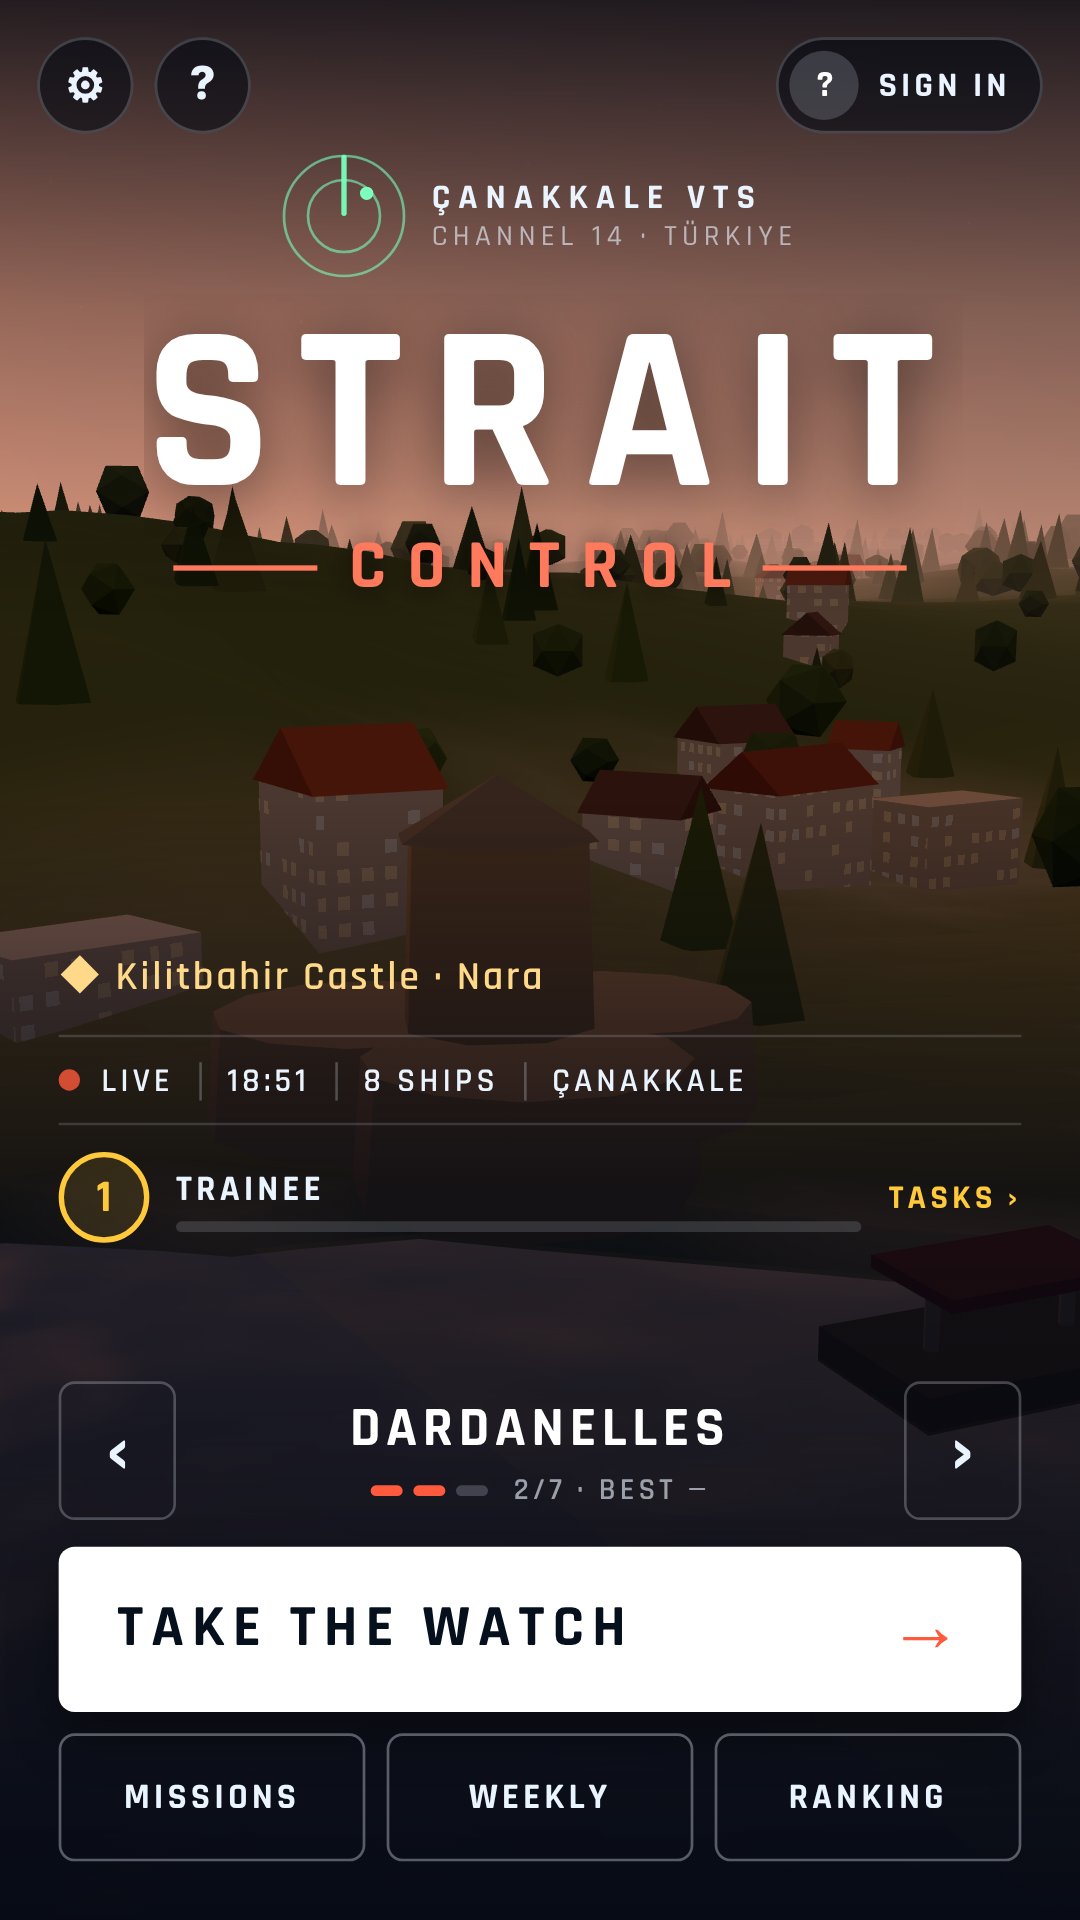 ?
? SIGN IN
ÇANAKKALE VTS
CHANNEL 14 · TÜRKIYE
STRAIT
CONTROL
Kilitbahir Castle · Nara
LIVE 18:51 8 SHIPS ÇANAKKALE
1 TRAINEE TASKS ›
‹ DARDANELLES ›
2/7 · BEST —
TAKE THE WATCH →
MISSIONS WEEKLY RANKING